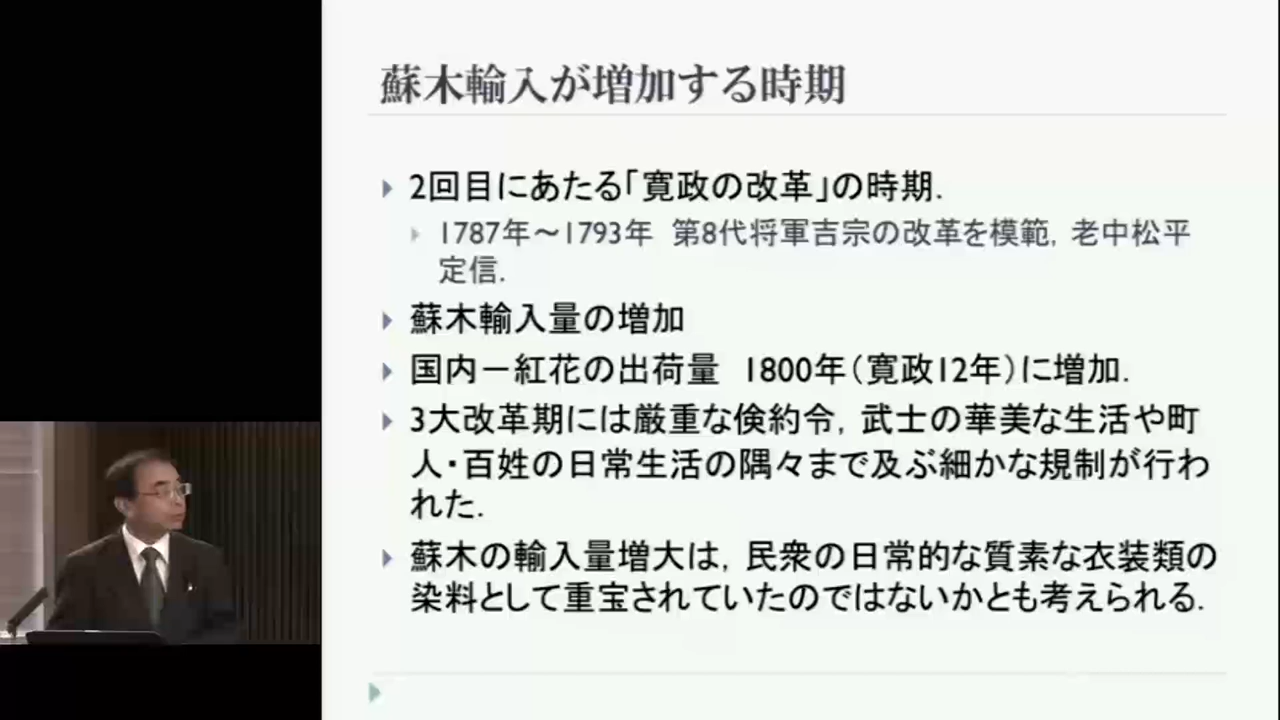 蘇木輸入が増加する時期
2回目にあたる「寛政の改革」の時期.
1787年～1793年 第8代将軍吉宗の改革を模範, 老中松平
定信.
蘇木輸入量の増加
国内－紅花の出荷量 1800年(寛政12年)に増加.
3大改革期には厳重な倹約令, 武士の華美な生活や町
人・百姓の日常生活の隅々まで及ぶ細かな規制が行わ
れた.
蘇木の輸入量増大は, 民衆の日常的な質素な衣装類の
染料として重宝されていたのではないかとも考えられる.